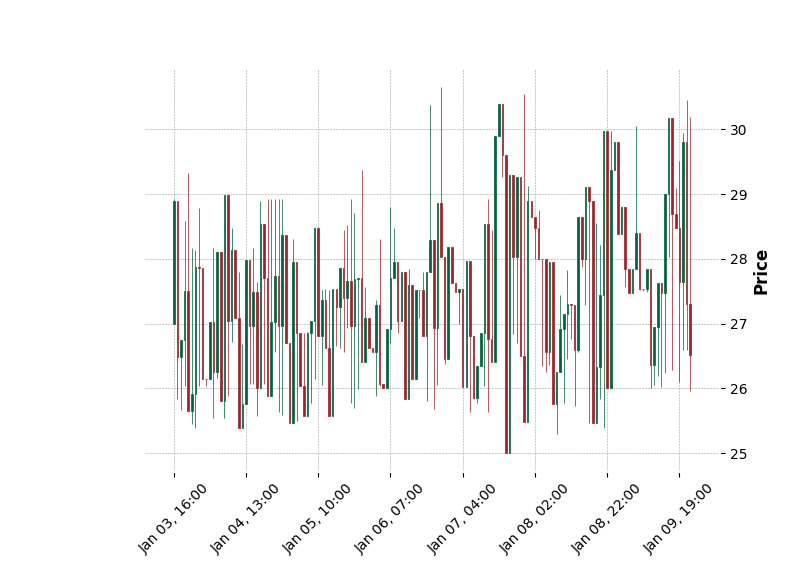 30
29
28
27
26
25
Price
Jan 03, 16:00
Jan 04, 13:00
Jan 05, 10:00
Jan 06, 07:00
Jan 07, 04:00
Jan 08, 02:00
Jan 08, 22:00
Jan 09, 19:00